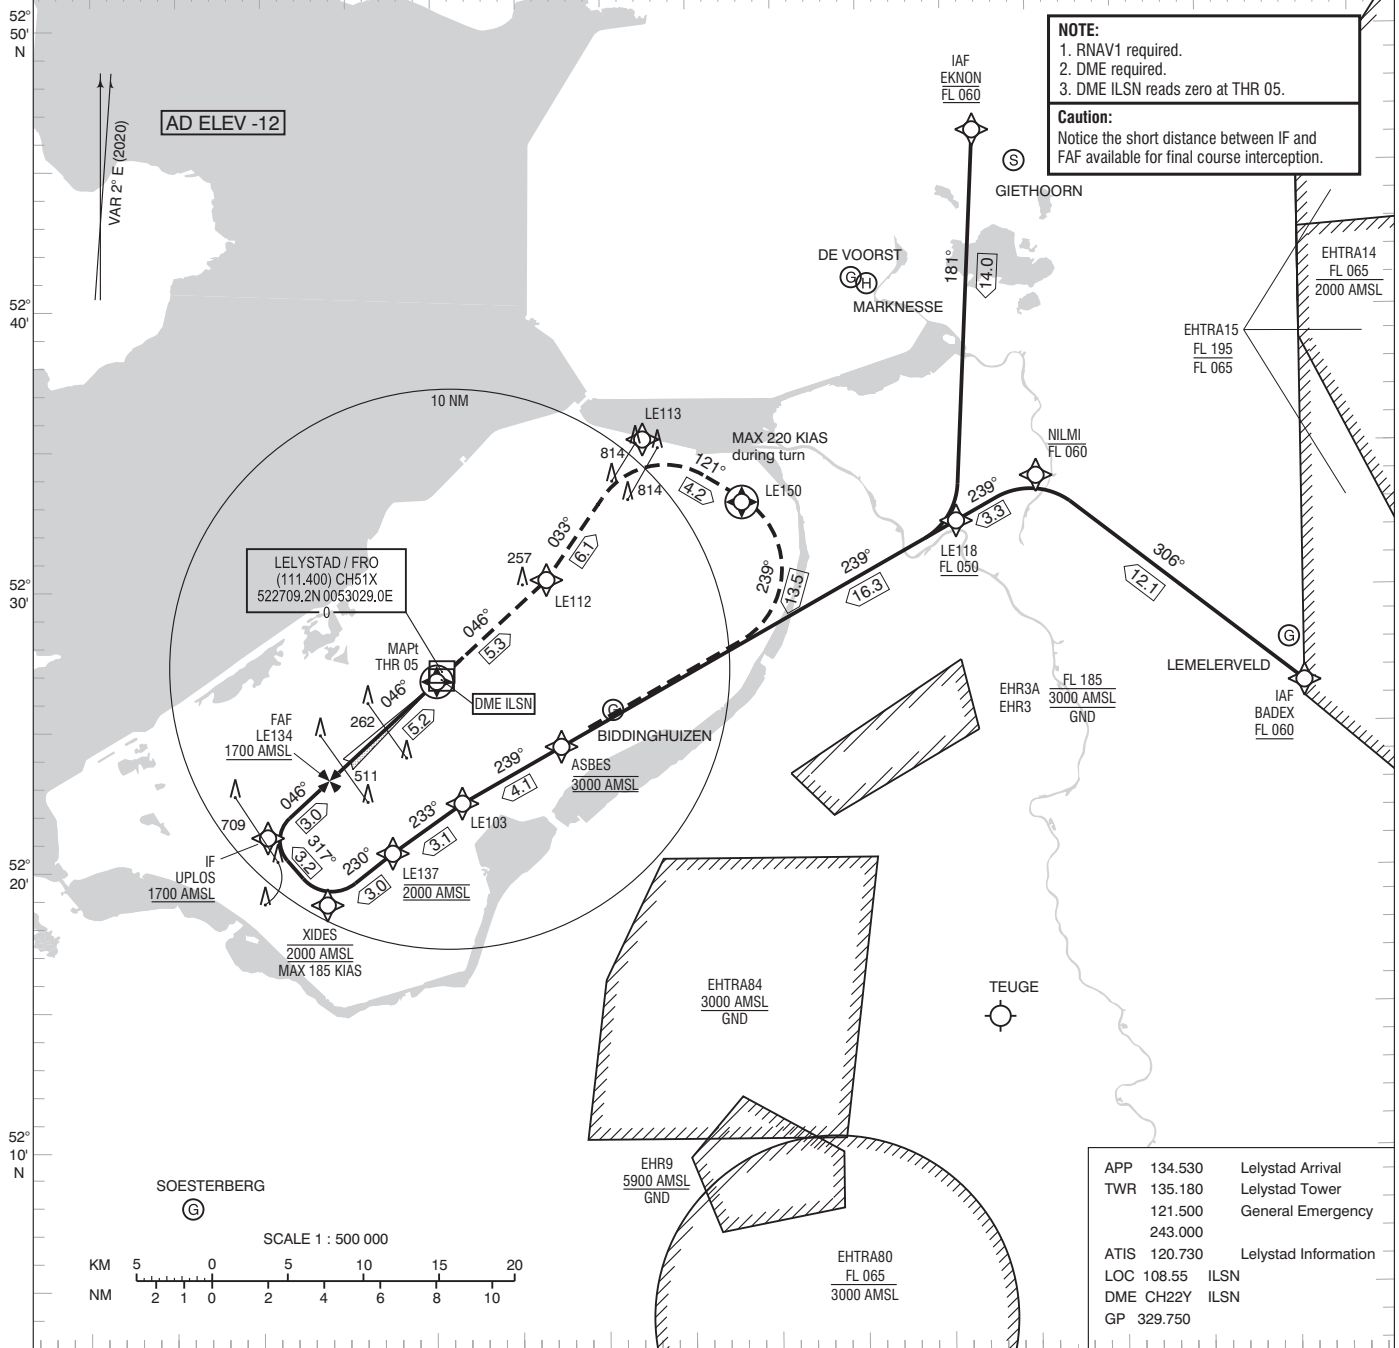 52°
50'
N
NOTE:
1. RNAV1 required.
2. DME required.
3. DME ILSN reads zero at THR 05.
Caution:
Notice the short distance between IF and
FAF available for final course interception.
IAF
EKNON
FL 060
AD ELEV -12
VAR 2° E (2020)
S
GIETHOORN
181°
14.0
DE VOORST
G H
MARKNESSE
EHTRA14
FL 065
2000 AMSL
52°
40'
EHTRA15
FL 195
FL 065
10 NM
LE113
814
814
MAX 220 KIAS
during turn
121°
4.2
LE150
NILMI
FL 060
239°
3.3
LE118
FL 050
033°
6.1
257
LE112
LELYSTAD / FRO
(111.400) CH51X
522709.2N 0053029.0E
0
52°
30'
239°
13.5
239°
16.3
306°
12.1
046°
5.3
MAPt
THR 05
G
LEMELERVELD
IAF
BADEX
FL 060
EHR3A
EHR3
FL 185
3000 AMSL
GND
DME ILSN
046°
5.2
262
FAF
LE134
1700 AMSL
G
BIDDINGHUIZEN
511
ASBES
3000 AMSL
239°
4.1
046°
3.0
LE103
233°
3.1
709
317°
3.2
230°
3.0
LE137
2000 AMSL
IF
UPLOS
1700 AMSL
52°
20'
XIDES
2000 AMSL
MAX 185 KIAS
EHTRA84
3000 AMSL
GND
TEUGE
52°
10'
N
EHR9
5900 AMSL
GND
SOESTERBERG
G
SCALE 1 : 500 000
KM 5 0 5 10 15 20
NM 2 1 0 2 4 6 8 10
EHTRA80
FL 065
3000 AMSL
APP 134.530 Lelystad Arrival
TWR 135.180 Lelystad Tower
121.500 General Emergency
243.000
ATIS 120.730 Lelystad Information
LOC 108.55 ILSN
DME CH22Y ILSN
GP 329.750